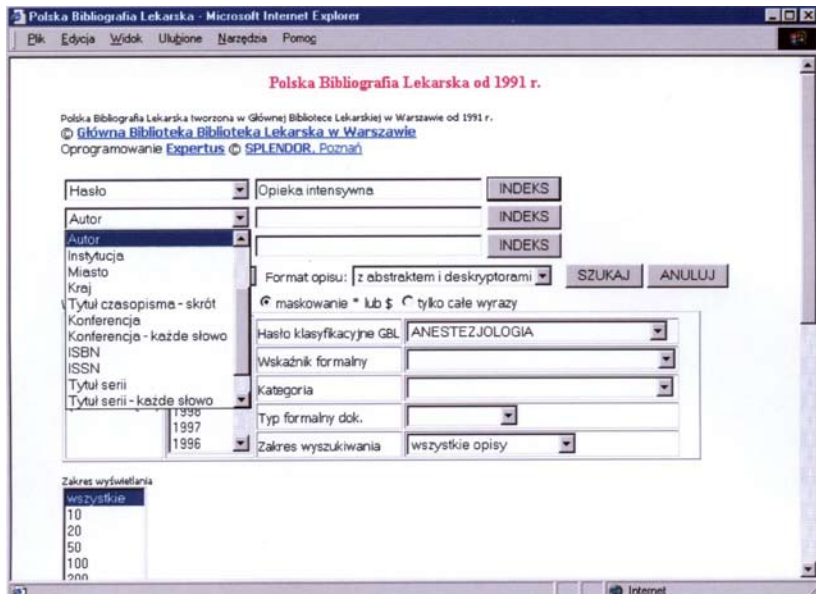 Polska Bibliografia Lekarska - Microsoft Internet Explorer
Plik Edycja Widok Ulubione Narzędzia Pomoc
Polska Bibliografia Lekarska od 1991 r.
Polska Bibliografia Lekarska tworzona w Głównej Bibliotece Lekarskiej w Warszawie od 1991 r.
© Główna Biblioteka Biblioteka Lekarska w Warszawie
Oprogramowanie Expertus © SPLENDOR, Poznań
Hasło Opieka intensywna INDEKS
Autor INDEKS
Autor INDEKS
Instytucja
Miasto Format opisu: z abstraktem i deskryptorami SZUKAJ ANULUJ
Kraj
Tytuł czasopisma - skrót maskowanie * lub $ tylko całe wyrazy
Konferencja Hasło klasyfikacyjne GBL ANESTEZJOLOGIA
Konferencja - każde słowo
ISBN Wskaźnik formalny
ISSN
Tytuł serii Kategoria
Tytuł serii - każde słowo
1998 Typ formalny dok.
1997
1996 Zakres wyszukiwania wszystkie opisy
Zakres wyświetlania
wszystkie
10
20
50
100
200
Internet